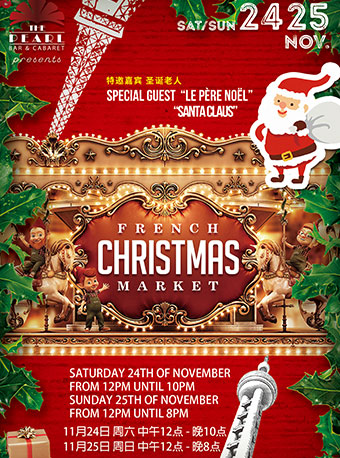 THE
PEARL
BAR & CABARET
presents
SAT/SUN 24 25
NOV.
特邀嘉宾 圣诞老人
SPECIAL GUEST “LE PÈRE NOËL”
“SANTA CLAUS”
FRENCH
CHRISTMAS
MARKET
SATURDAY 24TH OF NOVEMBER
FROM 12PM UNTIL 10PM
SUNDAY 25TH OF NOVEMBER
FROM 12PM UNTIL 8PM
11月24日 周六 中午12点 - 晚10点
11月25日 周日 中午12点 - 晚8点